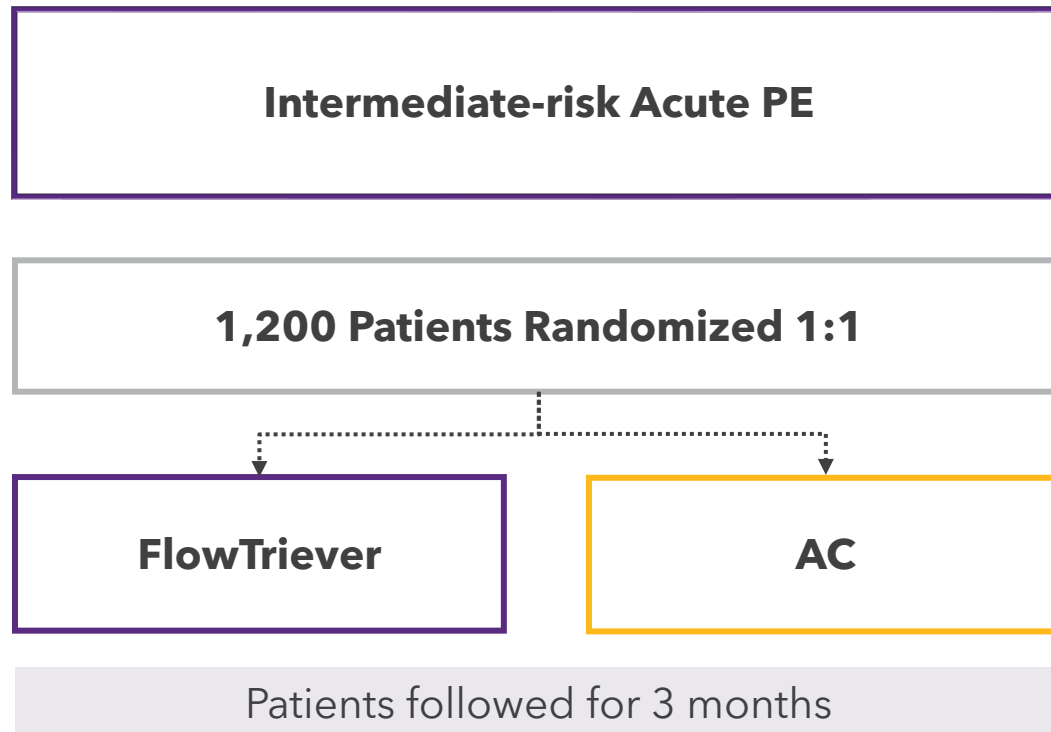 Intermediate-risk Acute PE
1,200 Patients Randomized 1:1
FlowTriever
AC
Patients followed for 3 months